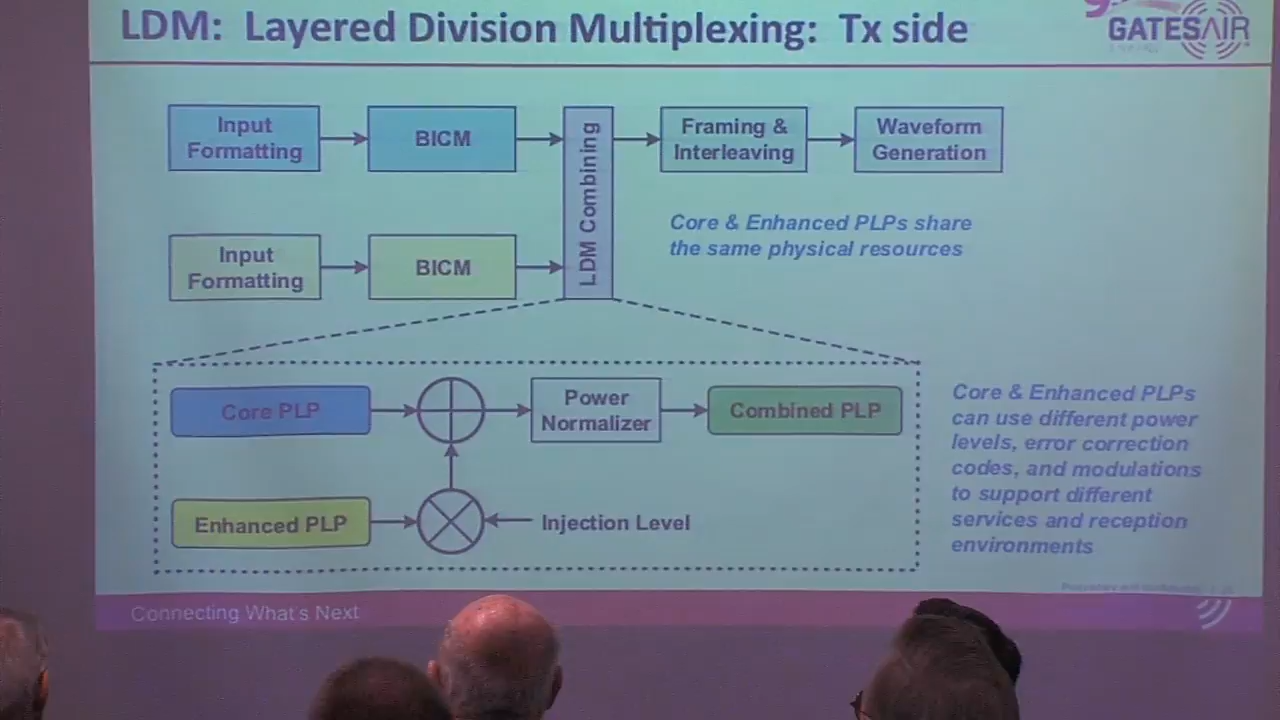 LDM: Layered Division Multiplexing: Tx side
GATESAIR
Input
Formatting
BICM
LDM Combining
Framing &
Interleaving
Waveform
Generation
Input
Formatting
BICM
Core & Enhanced PLPs share
the same physical resources
Core PLP
Power
Normalizer
Combined PLP
Enhanced PLP
Injection Level
Core & Enhanced PLPs
can use different power
levels, error correction
codes, and modulations
to support different
services and reception
environments
Connecting What's Next